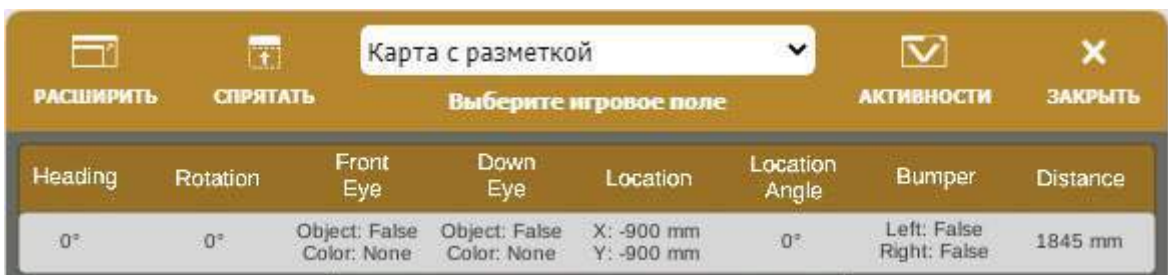 Карта с разметкой
РАСШИРИТЬ СПРЯТАТЬ Выберите игровое поле АКТИВНОСТИ ЗАКРЫТЬ
Heading Rotation Front Eye Down Eye Location Location Angle Bumper Distance
0° 0° Object: False Object: False X: -900 mm 0° Left: False 1845 mm
Color: None Color: None Y: -900 mm Right: False